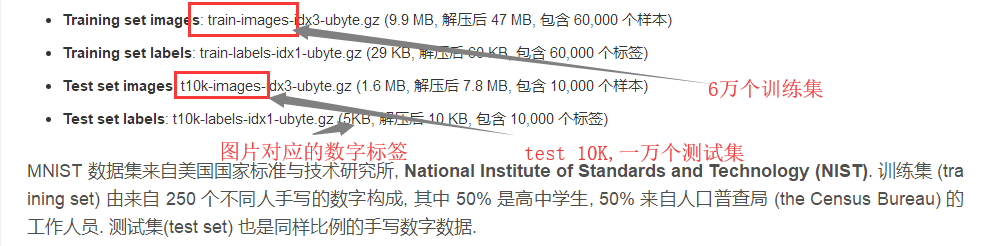 • Training set images: train-images-idx3-ubyte.gz (9.9 MB, 解压后 47 MB, 包含 60,000 个样本)
• Training set labels: train-labels-idx1-ubyte.gz (29 KB, 解压后 60 KB, 包含 60,000 个标签)
6万个训练集
• Test set images: t10k-images-idx3-ubyte.gz (1.6 MB, 解压后 7.8 MB, 包含 10,000 个样本)
• Test set labels: t10k-labels-idx1-ubyte.gz (5KB, 解压后 10 KB, 包含 10,000 个标签)
图片对应的数字标签
test 10K,一万个测试集
MNIST 数据集来自美国国家标准与技术研究所, National Institute of Standards and Technology (NIST). 训练集 (tra
ining set) 由来自 250 个不同人手写的数字构成, 其中 50% 是高中学生, 50% 来自人口普查局 (the Census Bureau) 的
工作人员. 测试集(test set) 也是同样比例的手写数字数据.